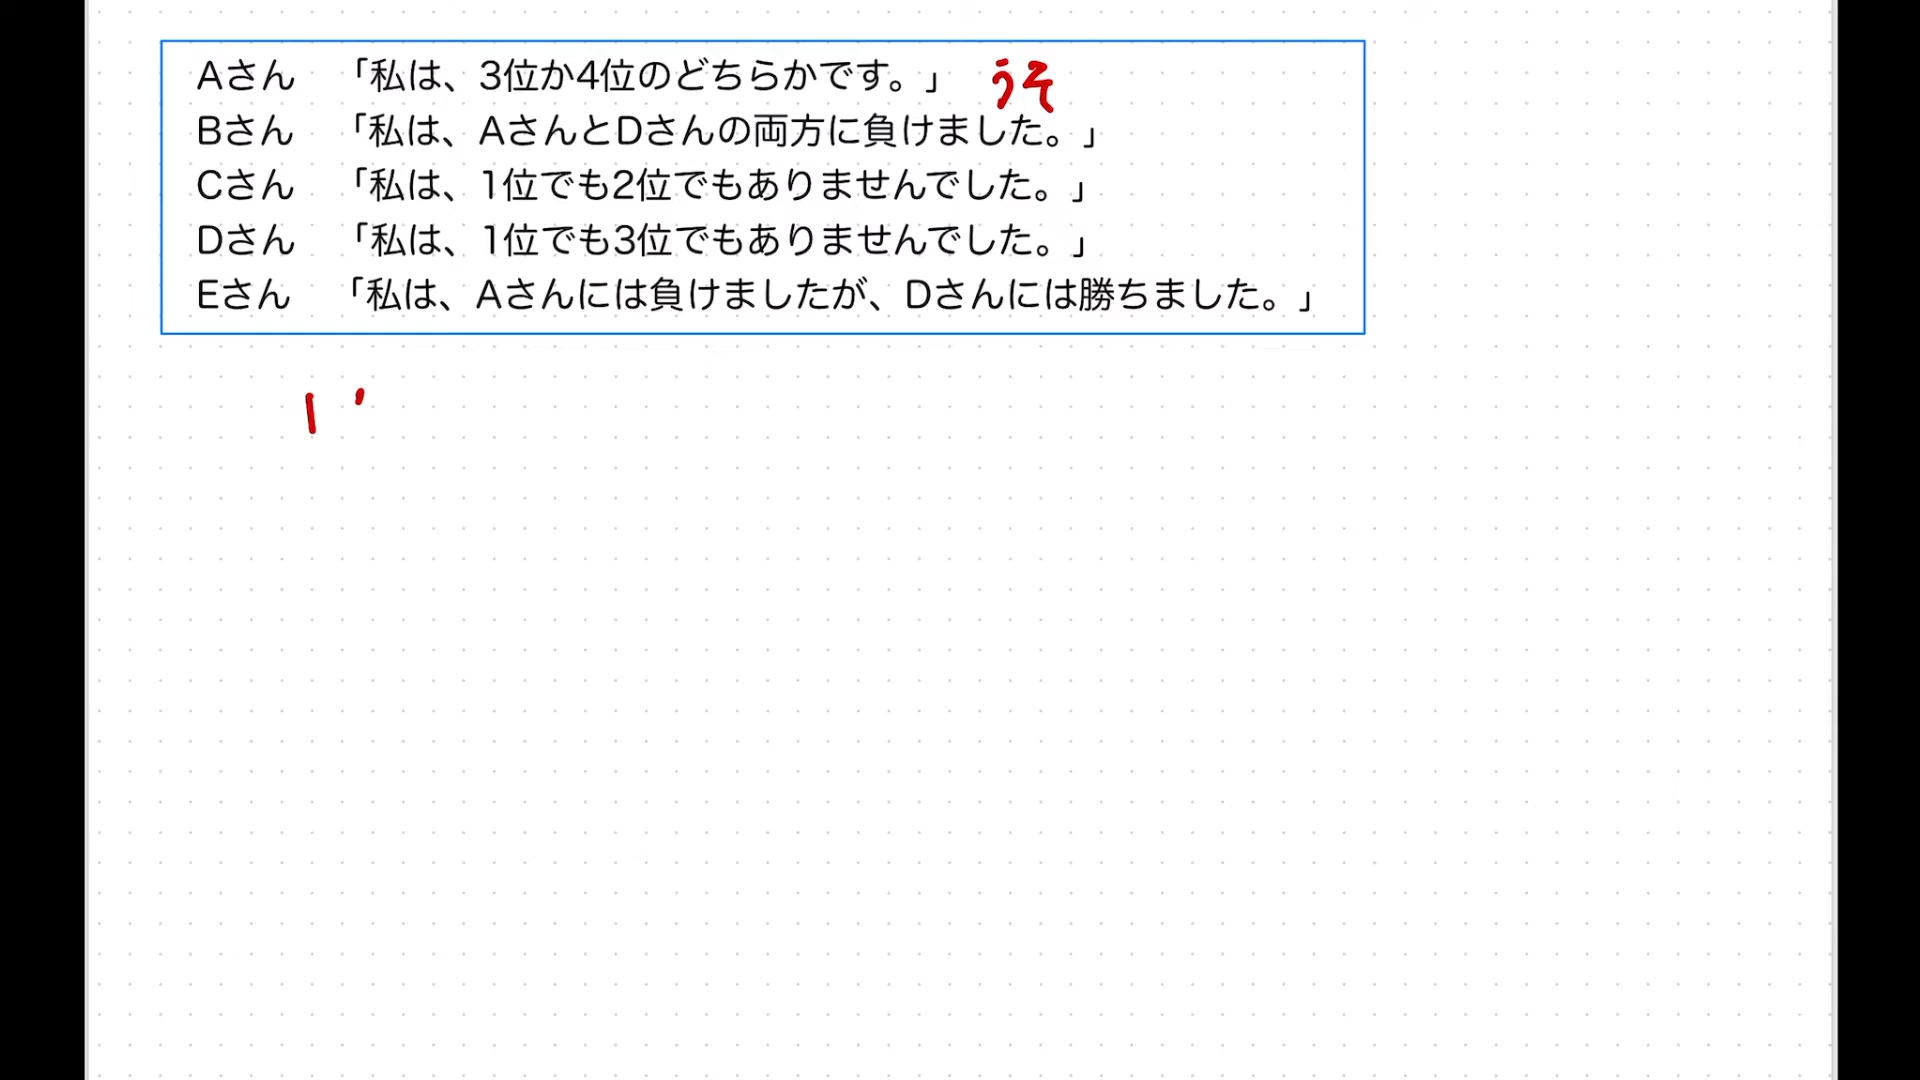 Aさん 「私は、3位か4位のどちらかです。」 うそ
Bさん 「私は、AさんとDさんの両方に負けました。」
Cさん 「私は、1位でも2位でもありませんでした。」
Dさん 「私は、1位でも3位でもありませんでした。」
Eさん 「私は、Aさんには負けましたが、Dさんには勝ちました。」
1